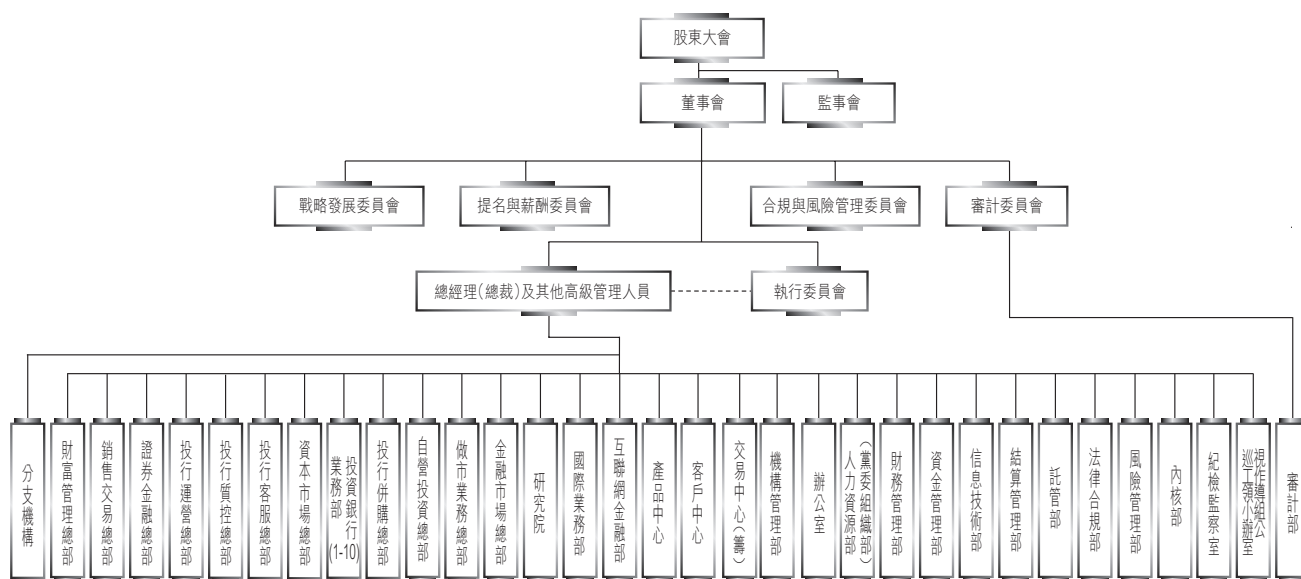 股東大會
董事會
監事會
戰略發展委員會
提名與薪酬委員會
合規與風險管理委員會
審計委員會
總經理(總裁)及其他高級管理人員
執行委員會
分支機構
財富管理總部
銷售交易總部
證券金融總部
投行運營總部
投行質控總部
投行客服總部
資本市場總部
投資銀行
業務部
(1-10)
投行併購總部
自營投資總部
做市業務總部
金融市場總部
研究院
國際業務部
互聯網金融部
產品中心
客戶中心
交易中心(籌)
機構管理部
辦公室
人力資源部
(黨委組織部)
財務管理部
資金管理部
信息技術部
結算管理部
託管部
法律合規部
風險管理部
內核部
紀檢監察室
巡視工作領導小組辦公室
審計部